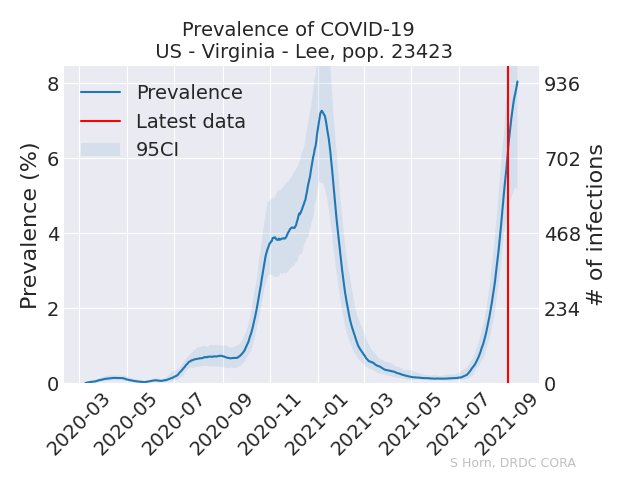 Prevalence of COVID-19
US - Virginia - Lee, pop. 23423
Prevalence
Latest data
95CI
Prevalence (%)
8
6
4
2
0
936
702
468
234
0
# of infections
2020-03
2020-05
2020-07
2020-09
2020-11
2021-01
2021-03
2021-05
2021-07
2021-09
S Horn, DRDC CORA